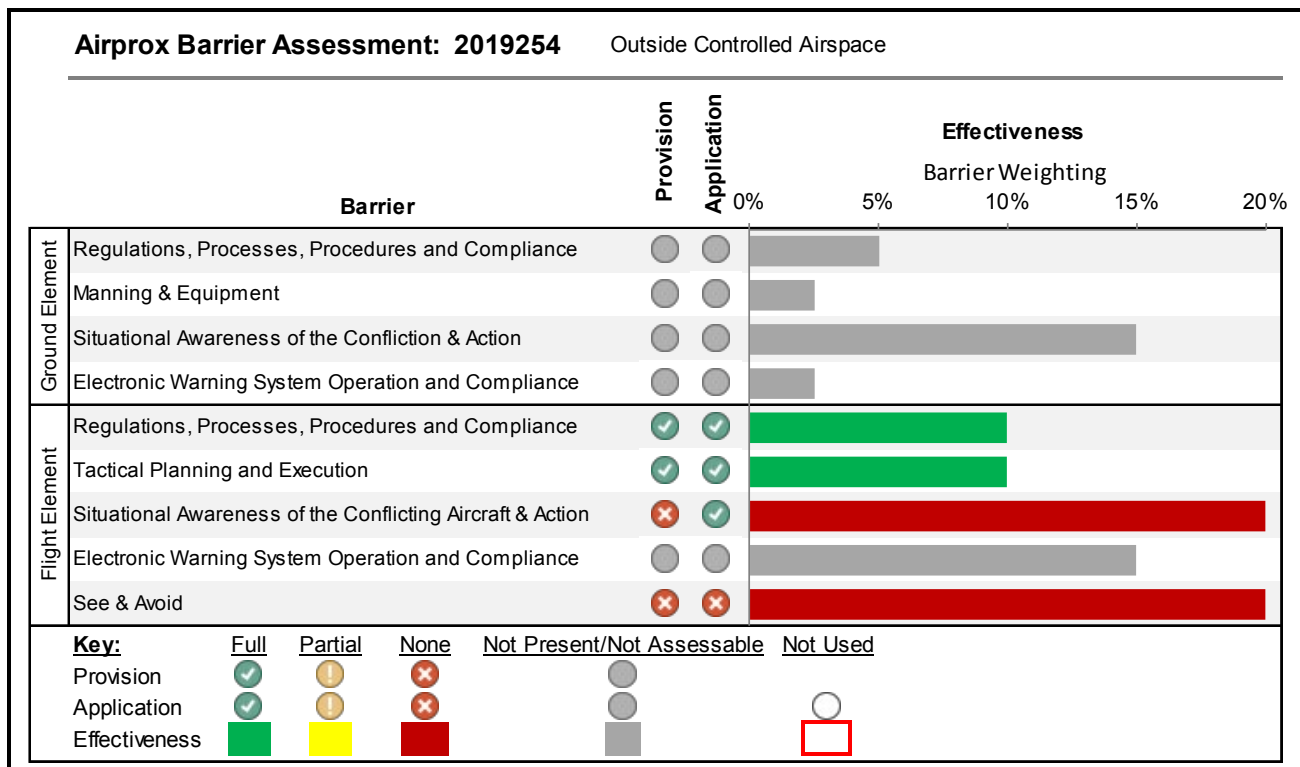 Airprox Barrier Assessment: 2019254 Outside Controlled Airspace
Provision
Application
Effectiveness
Barrier Weighting
Barrier
0% 5% 10% 15% 20%
Ground Element
Regulations, Processes, Procedures and Compliance
Manning & Equipment
Situational Awareness of the Confliction & Action
Electronic Warning System Operation and Compliance
Flight Element
Regulations, Processes, Procedures and Compliance
Tactical Planning and Execution
Situational Awareness of the Conflicting Aircraft & Action
Electronic Warning System Operation and Compliance
See & Avoid
Key: Full Partial None Not Present/Not Assessable Not Used
Provision
Application
Effectiveness